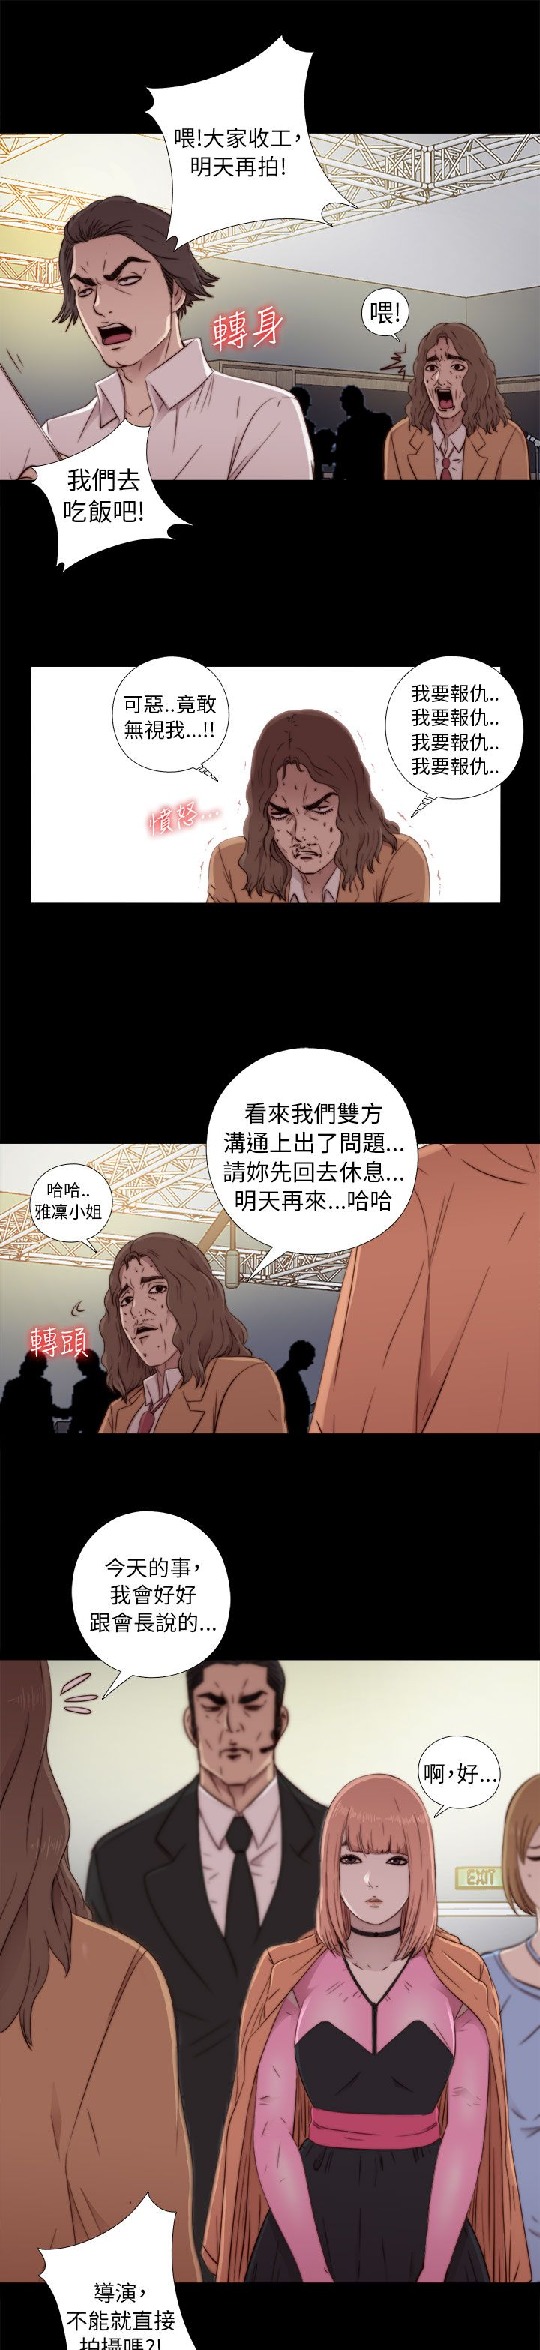 喂!大家收工,
明天再拍!
喂!
轉身
我們去
吃飯吧!
可惡..竟敢
無視我...!!
我要報仇..
我要報仇..
我要報仇..
我要報仇..
憤怒...
看來我們雙方
溝通上出了問題...
請妳先回去休息...
明天再來...哈哈
哈哈..
雅凜小姐
轉頭
今天的事,
我會好好
跟會長說的...
啊,好...
EXIT
導演,
不能就直接
拍攝嗎?!